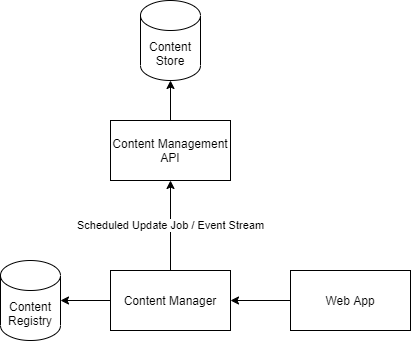 Content
Store
Content Management
API
Scheduled Update Job / Event Stream
Content
Registry
Content Manager
Web App